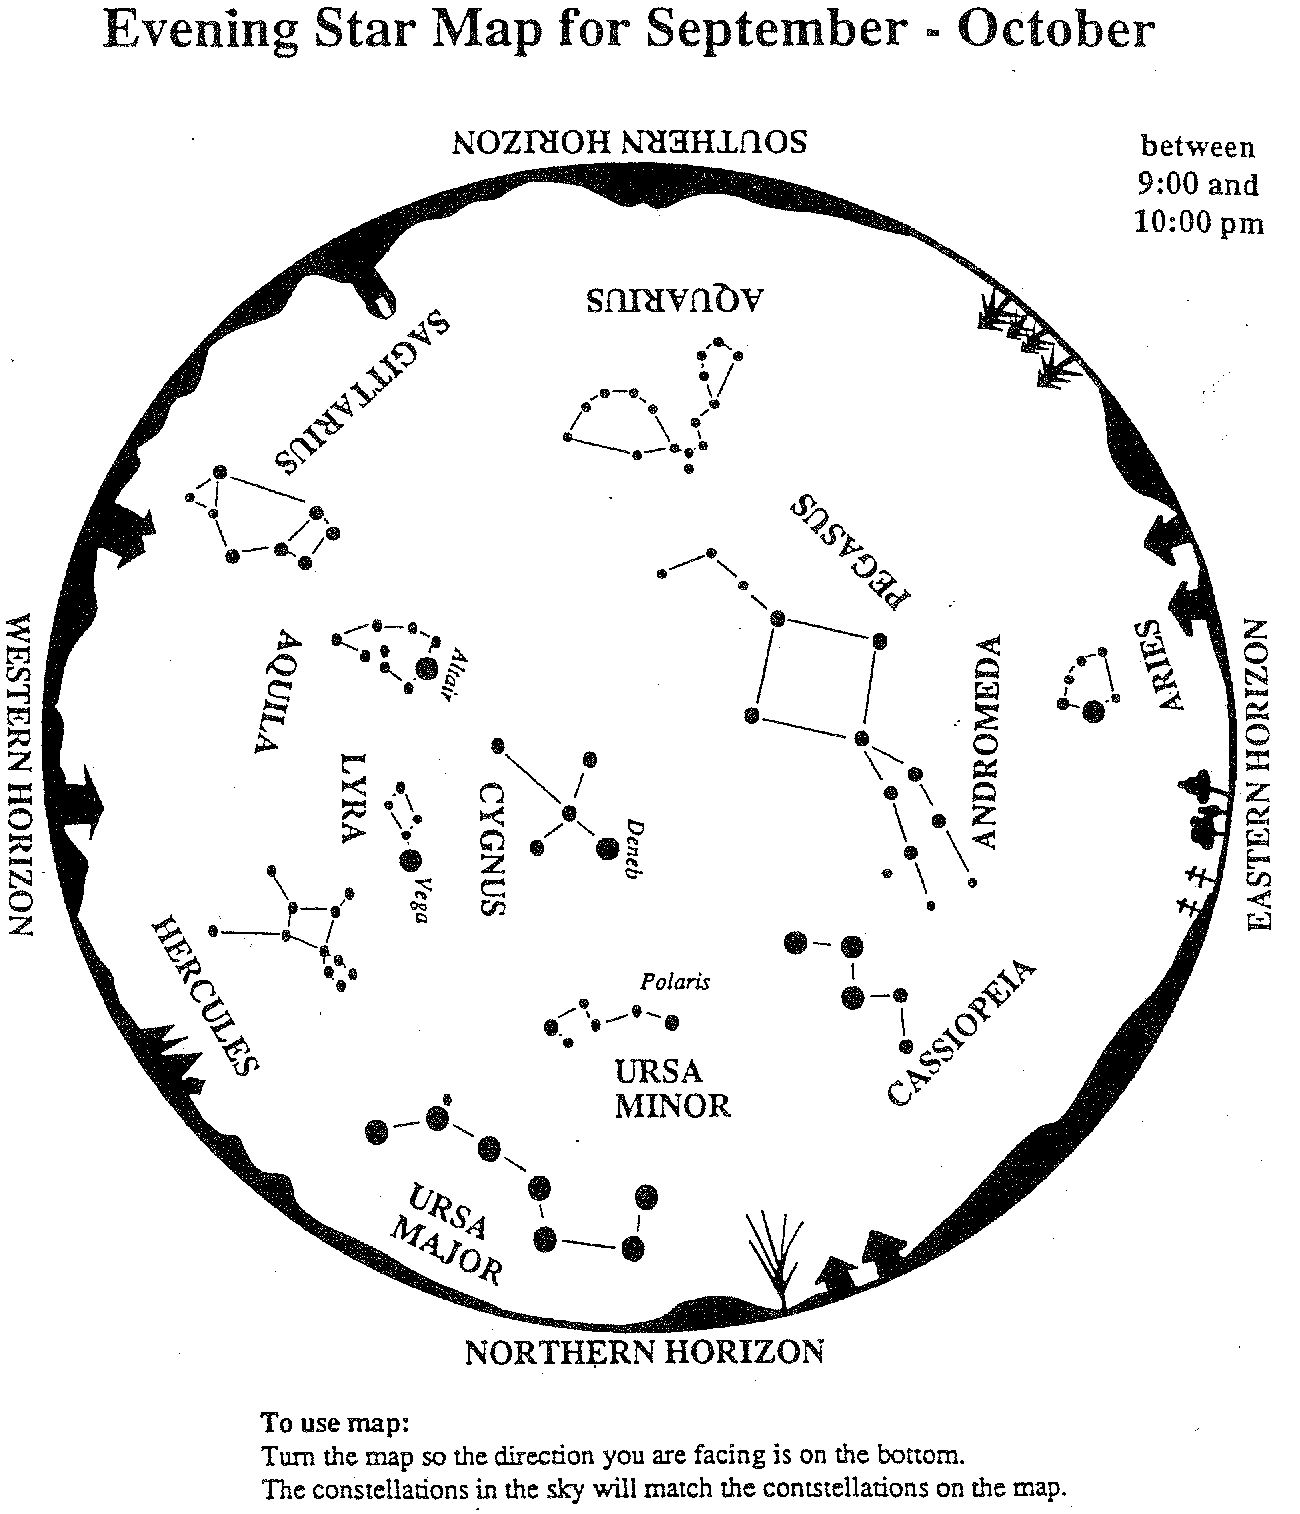 Evening Star Map for September - October
between
9:00 and
10:00 pm
SOUTHERN HORIZON
AQUARIUS
SAGITTARIUS
PEGASUS
AQUILA
Altair
ANDROMEDA
ARIES
WESTERN HORIZON
EASTERN HORIZON
LYRA
Vega
CYGNUS
Deneb
HERCULES
Polaris
URSA
MINOR
CASSIOPEIA
URSA
MAJOR
NORTHERN HORIZON
To use map:
Turn the map so the direction you are facing is on the bottom.
The constellations in the sky will match the contstellations on the map.